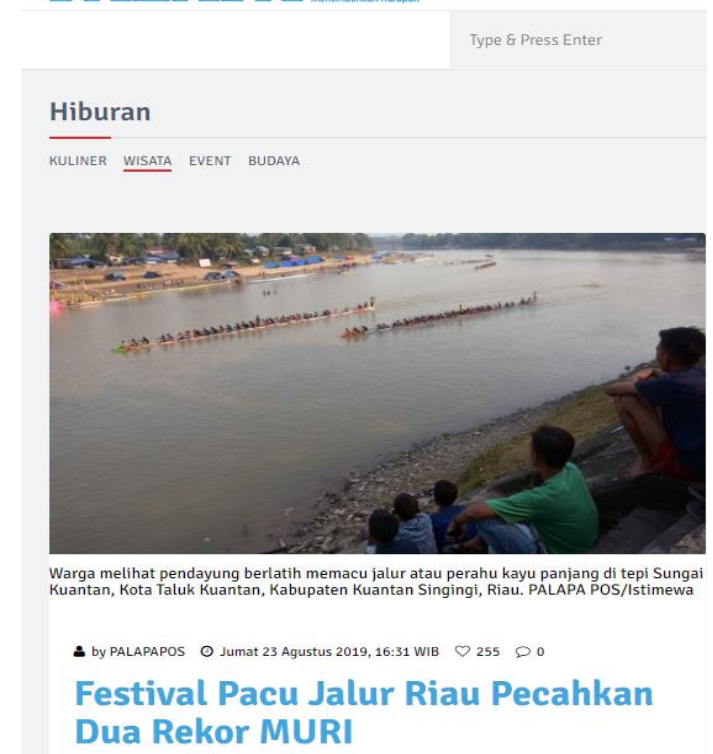 Type & Press Enter
Hiburan
KULINER WISATA EVENT BUDAYA
Warga melihat pendayung berlatih memacu jalur atau perahu kayu panjang di tepi Sungai
Kuantan, Kota Taluk Kuantan, Kabupaten Kuantan Singingi, Riau. PALAPA POS/Istimewa
by PALAPAPOS Jumat 23 Agustus 2019, 16:31 WIB 255 0
Festival Pacu Jalur Riau Pecahkan
Dua Rekor MURI